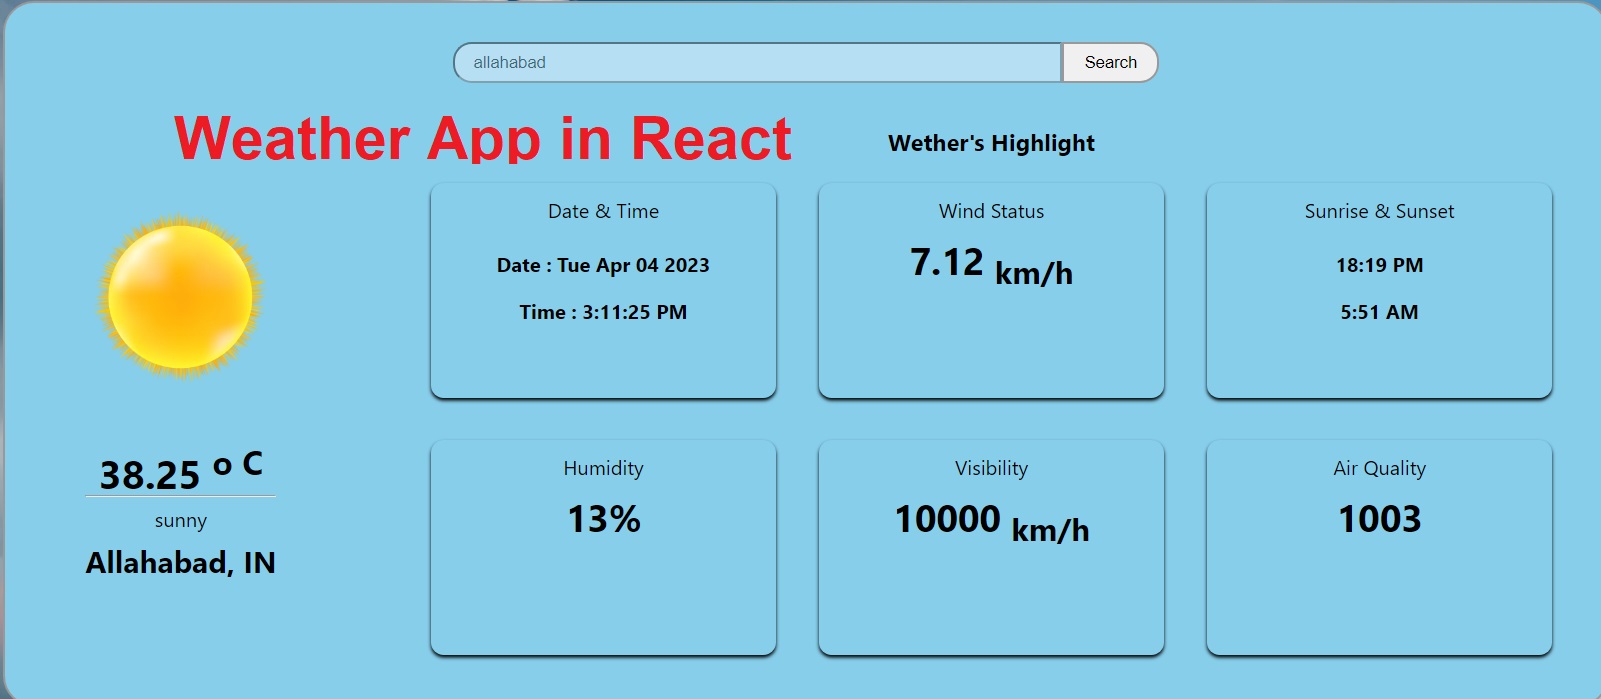 allahabad
Search
Weather App in React
Wether's Highlight
Date & Time
Date : Tue Apr 04 2023
Time : 3:11:25 PM
Wind Status
7.12 km/h
Sunrise & Sunset
18:19 PM
5:51 AM
38.25 o C
sunny
Allahabad, IN
Humidity
13%
Visibility
10000 km/h
Air Quality
1003